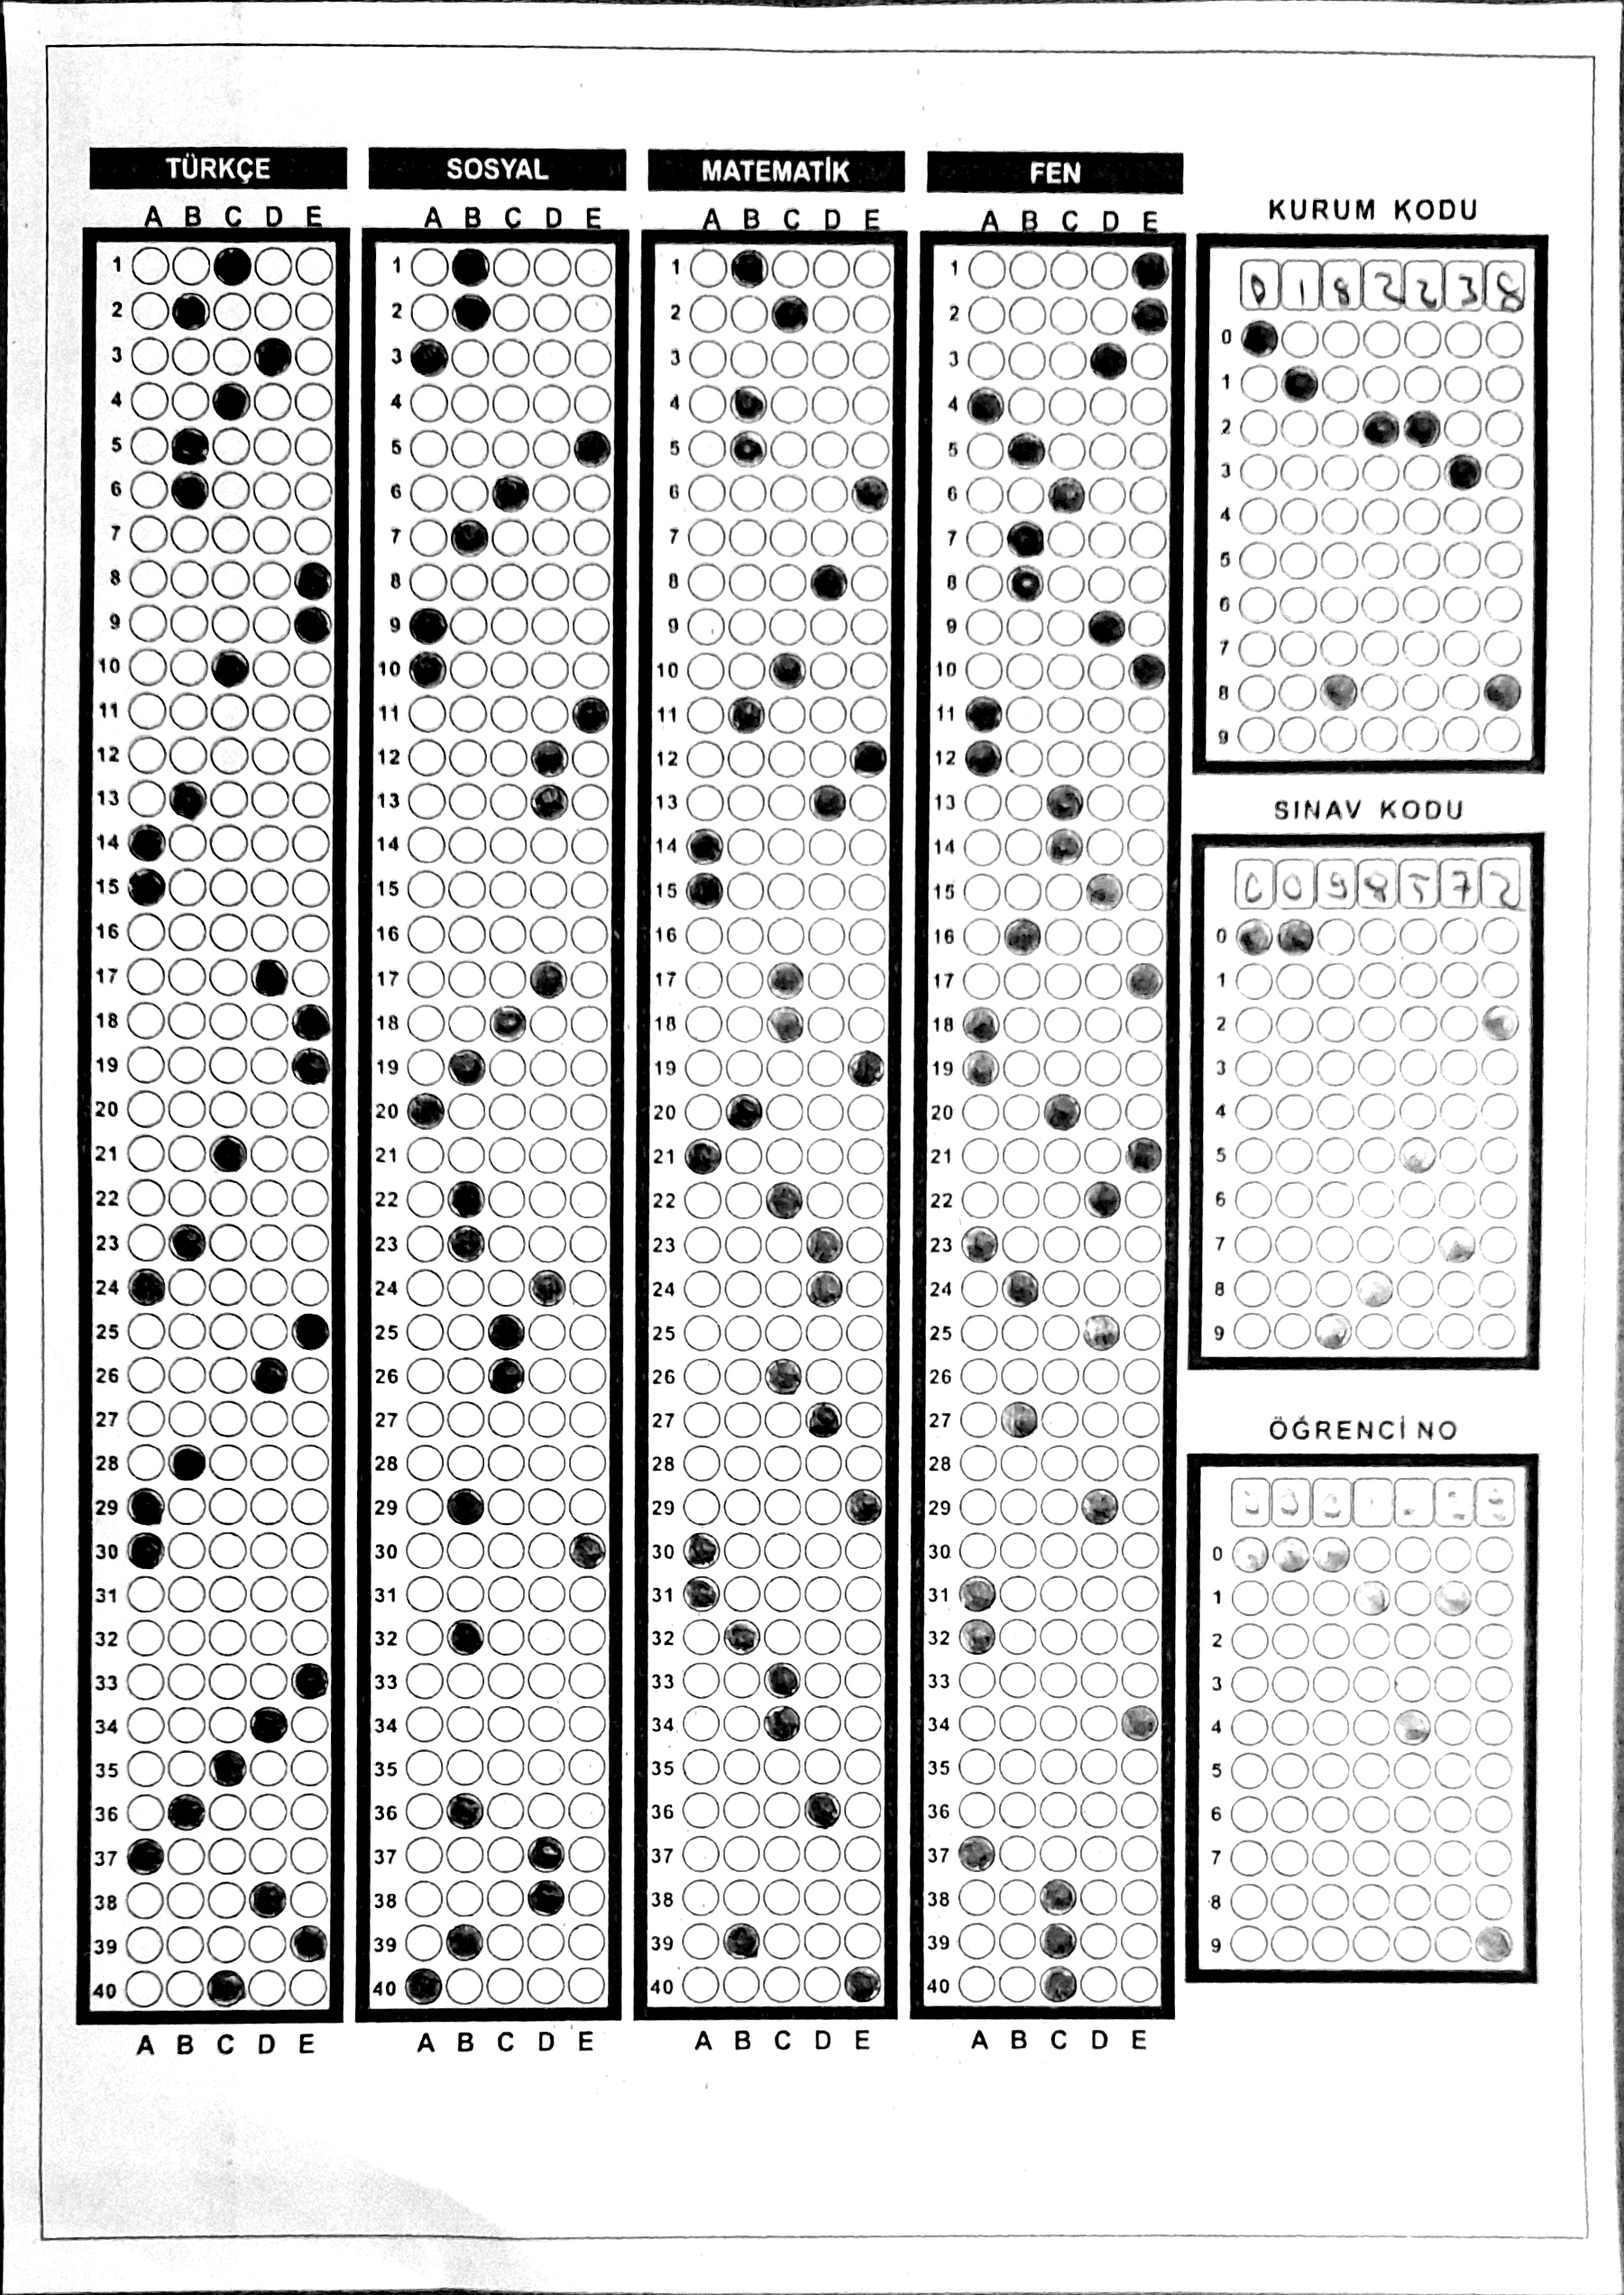 TÜRKÇE SOSYAL MATEMATİK FEN
A B C D E A B C D E A B C D E A B C D E
1 1 1 1
2 2 2 2
3 3 3 3
4 4 4 4
5 5 5 5
6 6 6 6
7 7 7 7
8 8 8 8
9 9 9 9
10 10 10 10
11 11 11 11
12 12 12 12
13 13 13 13
14 14 14 14
15 15 15 15
16 16 16 16
17 17 17 17
18 18 18 18
19 19 19 19
20 20 20 20
21 21 21 21
22 22 22 22
23 23 23 23
24 24 24 24
25 25 25 25
26 26 26 26
27 27 27 27
28 28 28 28
29 29 29 29
30 30 30 30
31 31 31 31
32 32 32 32
33 33 33 33
34 34 34 34
35 35 35 35
36 36 36 36
37 37 37 37
38 38 38 38
39 39 39 39
40 40 40 40
A B C D E A B C D E A B C D E A B C D E
KURUM KODU
0 1 8 2 2 3 8
0
1
2
3
4
5
6
7
8
9
SINAV KODU
0 0 9 8 5 7 2
0
1
2
3
4
5
6
7
8
9
ÖĞRENCİ NO
0
1
2
3
4
5
6
7
8
9